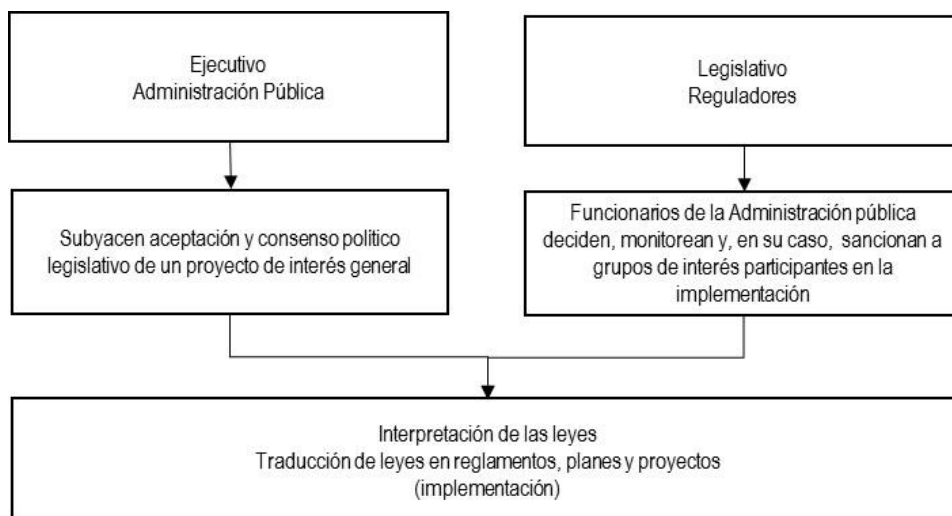 Ejecutivo
Administración Pública
Legislativo
Reguladores
Subyacen aceptación y consenso político
legislativo de un proyecto de interés general
Funcionarios de la Administración pública
deciden, monitorean y, en su caso, sancionan a
grupos de interés participantes en la
implementación
Interpretación de las leyes
Traducción de leyes en reglamentos, planes y proyectos
(implementación)